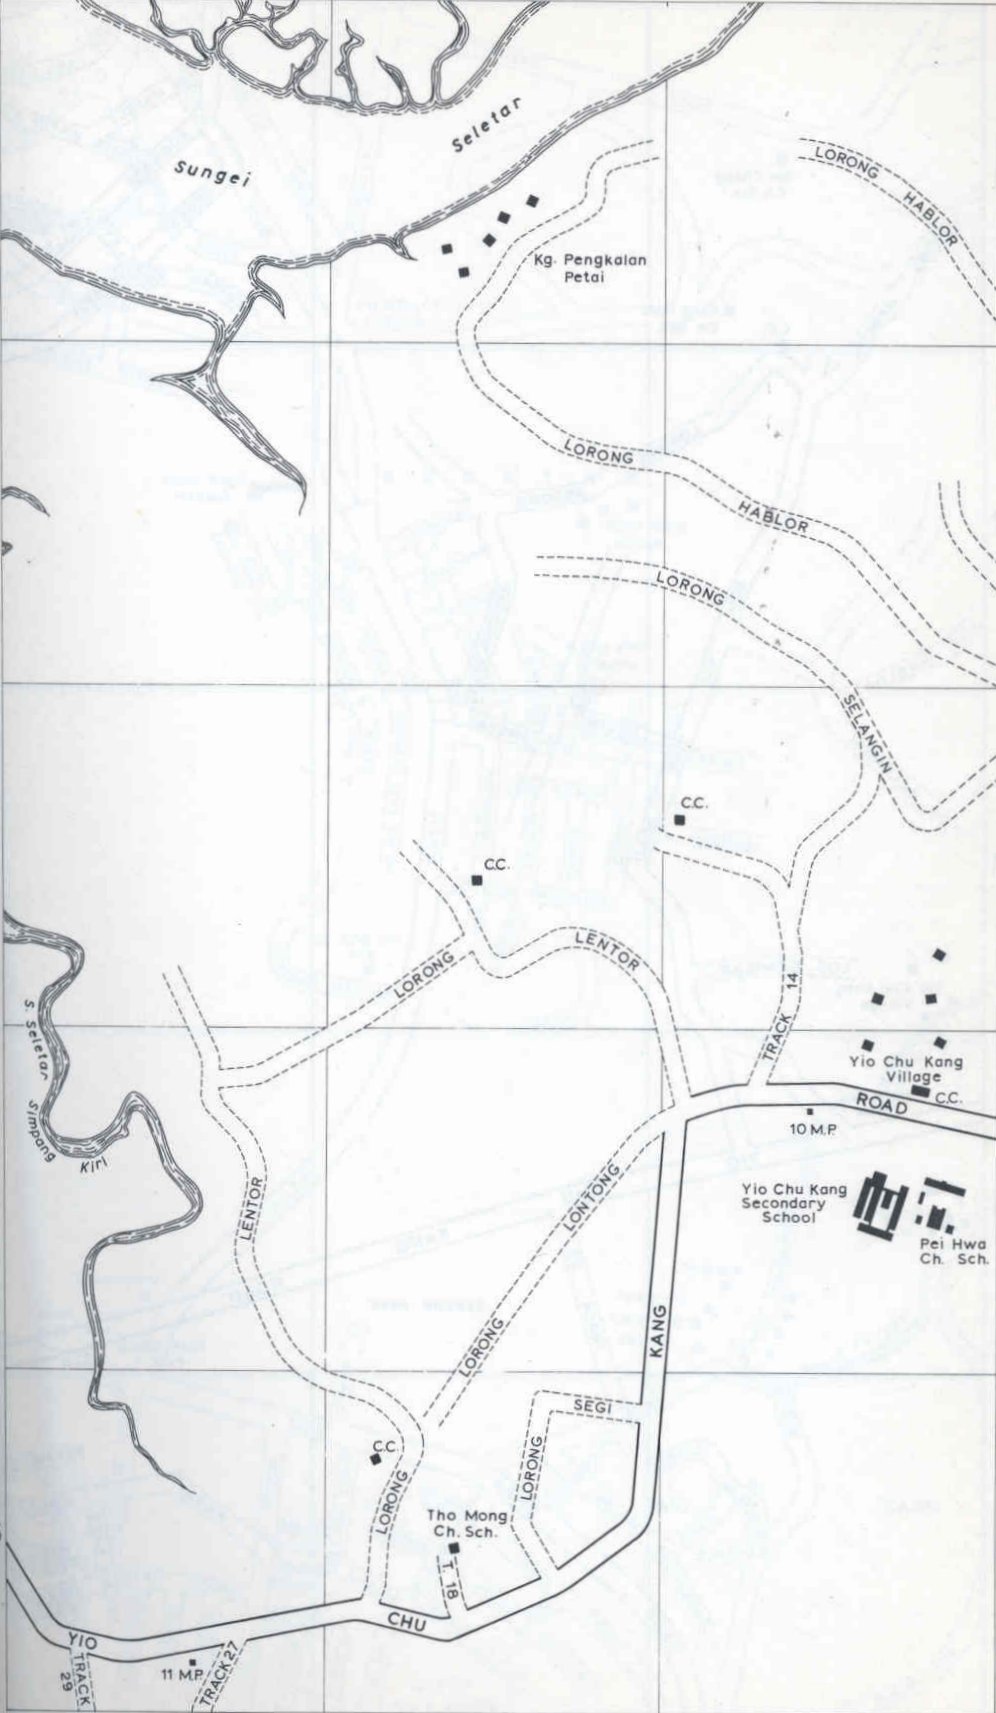 Seletar
Sungei
LORONG
HABLOR
Kg. Pengkalan
Petai
LORONG
HABLOR
LORONG
SELANGIN
C.C.
C.C.
LENTOR
LORONG
TRACK 14
S. Seletar
Simpang
Kiri
Yio Chu Kang
Village
C.C.
ROAD
10 M.P.
LENTOR
LORONG
LONTONG
Yio Chu Kang
Secondary
School
Pei Hwa
Ch. Sch.
KANG
LORONG
SEGI
C.C.
LORONG
Tho Mong
Ch. Sch.
T. 18
CHU
YIO
11 M.P.
TRACK 27
TRACK
29